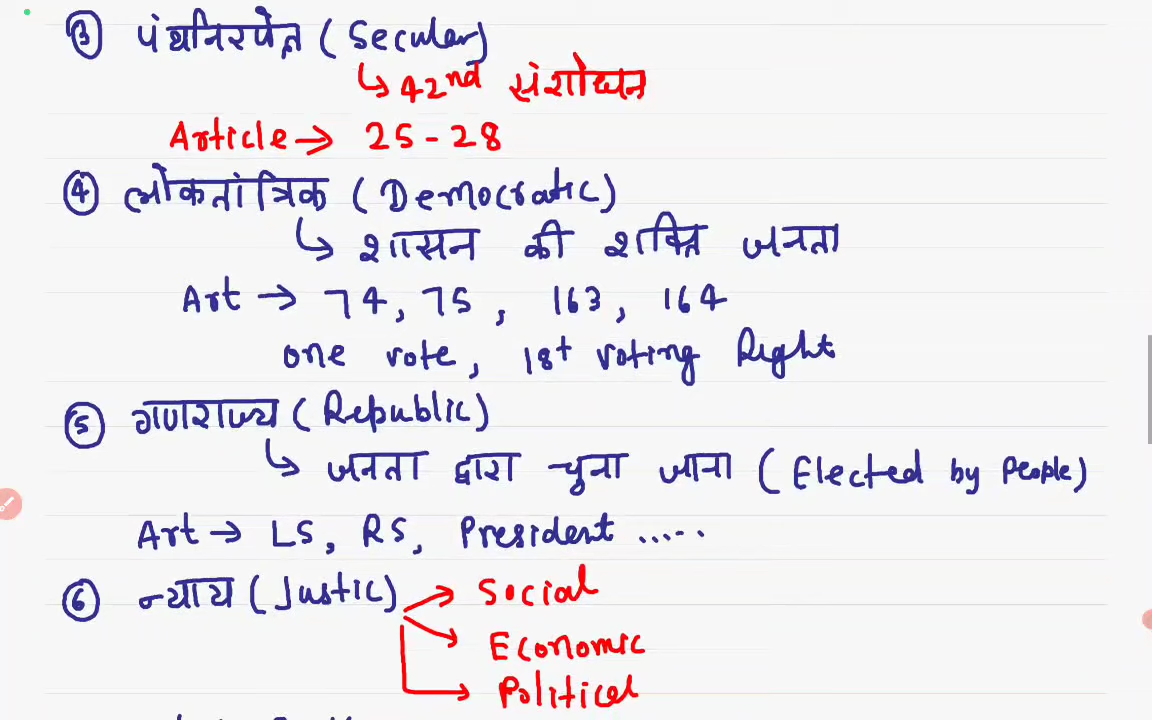 ③ पंथनिरपेक्ष (Secular)
↳ 42nd संशोधन
Article → 25 - 28
④ लोकतांत्रिक (Democratic)
↳ शासन की शक्ति जनता
Art → 74, 75, 163, 164
one vote, 18+ voting Right
⑤ गणराज्य (Republic)
↳ जनता द्वारा चुना जाना (Elected by People)
Art → LS, RS, President .....
⑥ न्याय (Justic) → Social
→ Economic
→ Political